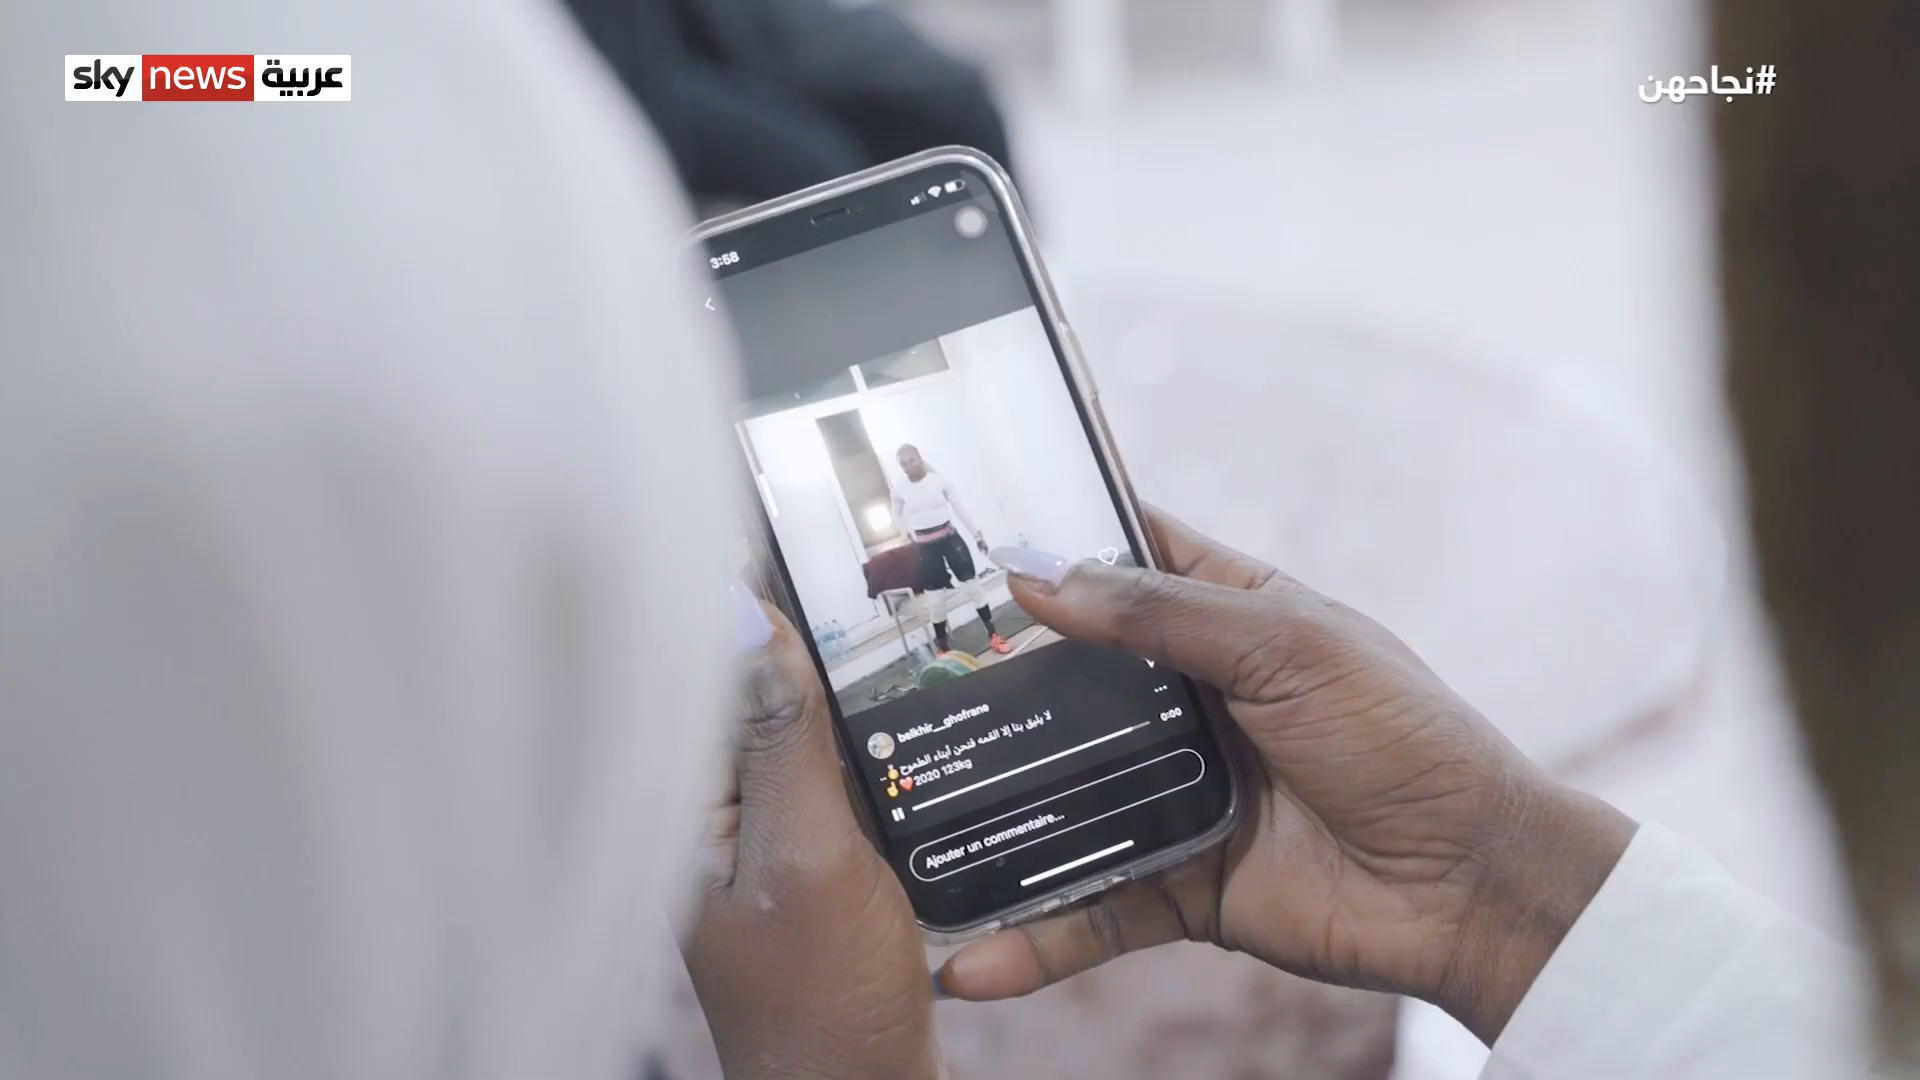 sky news عربية
#نجاحهن
3:58
belkhir__ghofrane
لا يليق بنا إلا القمه فنحن أبناء الطموح🥇..
☝️❤️2020 123kg
0:00
Ajouter un commentaire...